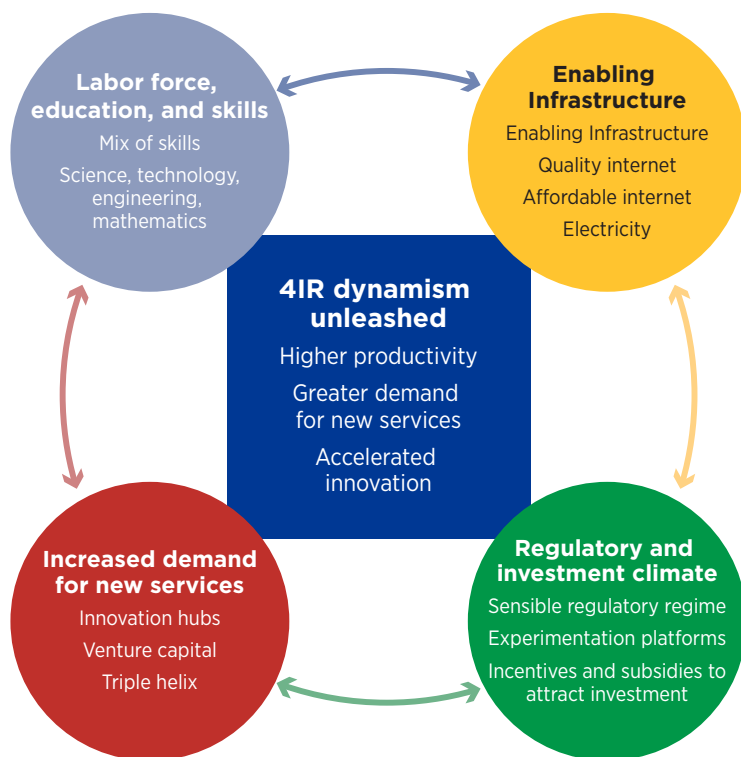 Labor force,
education, and skills
Mix of skills
Science, technology,
engineering,
mathematics
Enabling
Infrastructure
Enabling Infrastructure
Quality internet
Affordable internet
Electricity
4IR dynamism
unleashed
Higher productivity
Greater demand
for new services
Accelerated
innovation
Increased demand
for new services
Innovation hubs
Venture capital
Triple helix
Regulatory and
investment climate
Sensible regulatory regime
Experimentation platforms
Incentives and subsidies to
attract investment